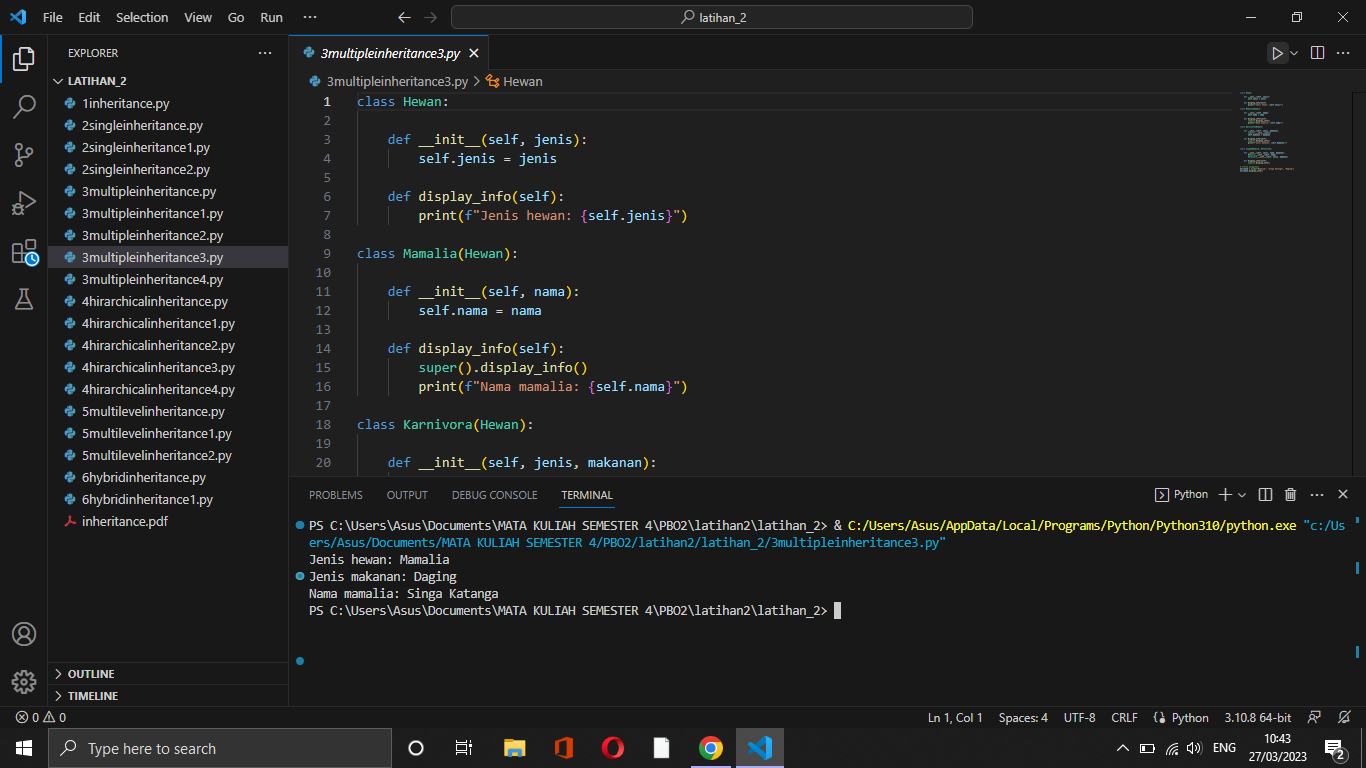 File Edit Selection View Go Run ··· latihan_2
EXPLORER ···
LATIHAN_2
1inheritance.py
2singleinheritance.py
2singleinheritance1.py
2singleinheritance2.py
3multipleinheritance.py
3multipleinheritance1.py
3multipleinheritance2.py
3multipleinheritance3.py
3multipleinheritance4.py
4hirarchicalinheritance.py
4hirarchicalinheritance1.py
4hirarchicalinheritance2.py
4hirarchicalinheritance3.py
4hirarchicalinheritance4.py
5multilevelinheritance.py
5multilevelinheritance1.py
5multilevelinheritance2.py
6hybridinheritance.py
6hybridinheritance1.py
inheritance.pdf
OUTLINE
TIMELINE
3multipleinheritance3.py
3multipleinheritance3.py > Hewan
1 class Hewan:
2
3 def __init__(self, jenis):
4 self.jenis = jenis
5
6 def display_info(self):
7 print(f"Jenis hewan: {self.jenis}")
8
9 class Mamalia(Hewan):
10
11 def __init__(self, nama):
12 self.nama = nama
13
14 def display_info(self):
15 super().display_info()
16 print(f"Nama mamalia: {self.nama}")
17
18 class Karnivora(Hewan):
19
20 def __init__(self, jenis, makanan):
PROBLEMS OUTPUT DEBUG CONSOLE TERMINAL Python
PS C:\Users\Asus\Documents\MATA KULIAH SEMESTER 4\PBO2\latihan2\latihan_2> & C:/Users/Asus/AppData/Local/Programs/Python/Python310/python.exe "c:/Us
ers/Asus/Documents/MATA KULIAH SEMESTER 4/PBO2/latihan2/latihan_2/3multipleinheritance3.py"
Jenis hewan: Mamalia
Jenis makanan: Daging
Nama mamalia: Singa Katanga
PS C:\Users\Asus\Documents\MATA KULIAH SEMESTER 4\PBO2\latihan2\latihan_2>
0 0 Ln 1, Col 1 Spaces: 4 UTF-8 CRLF Python 3.10.8 64-bit
Type here to search ENG 10:43
27/03/2023 2